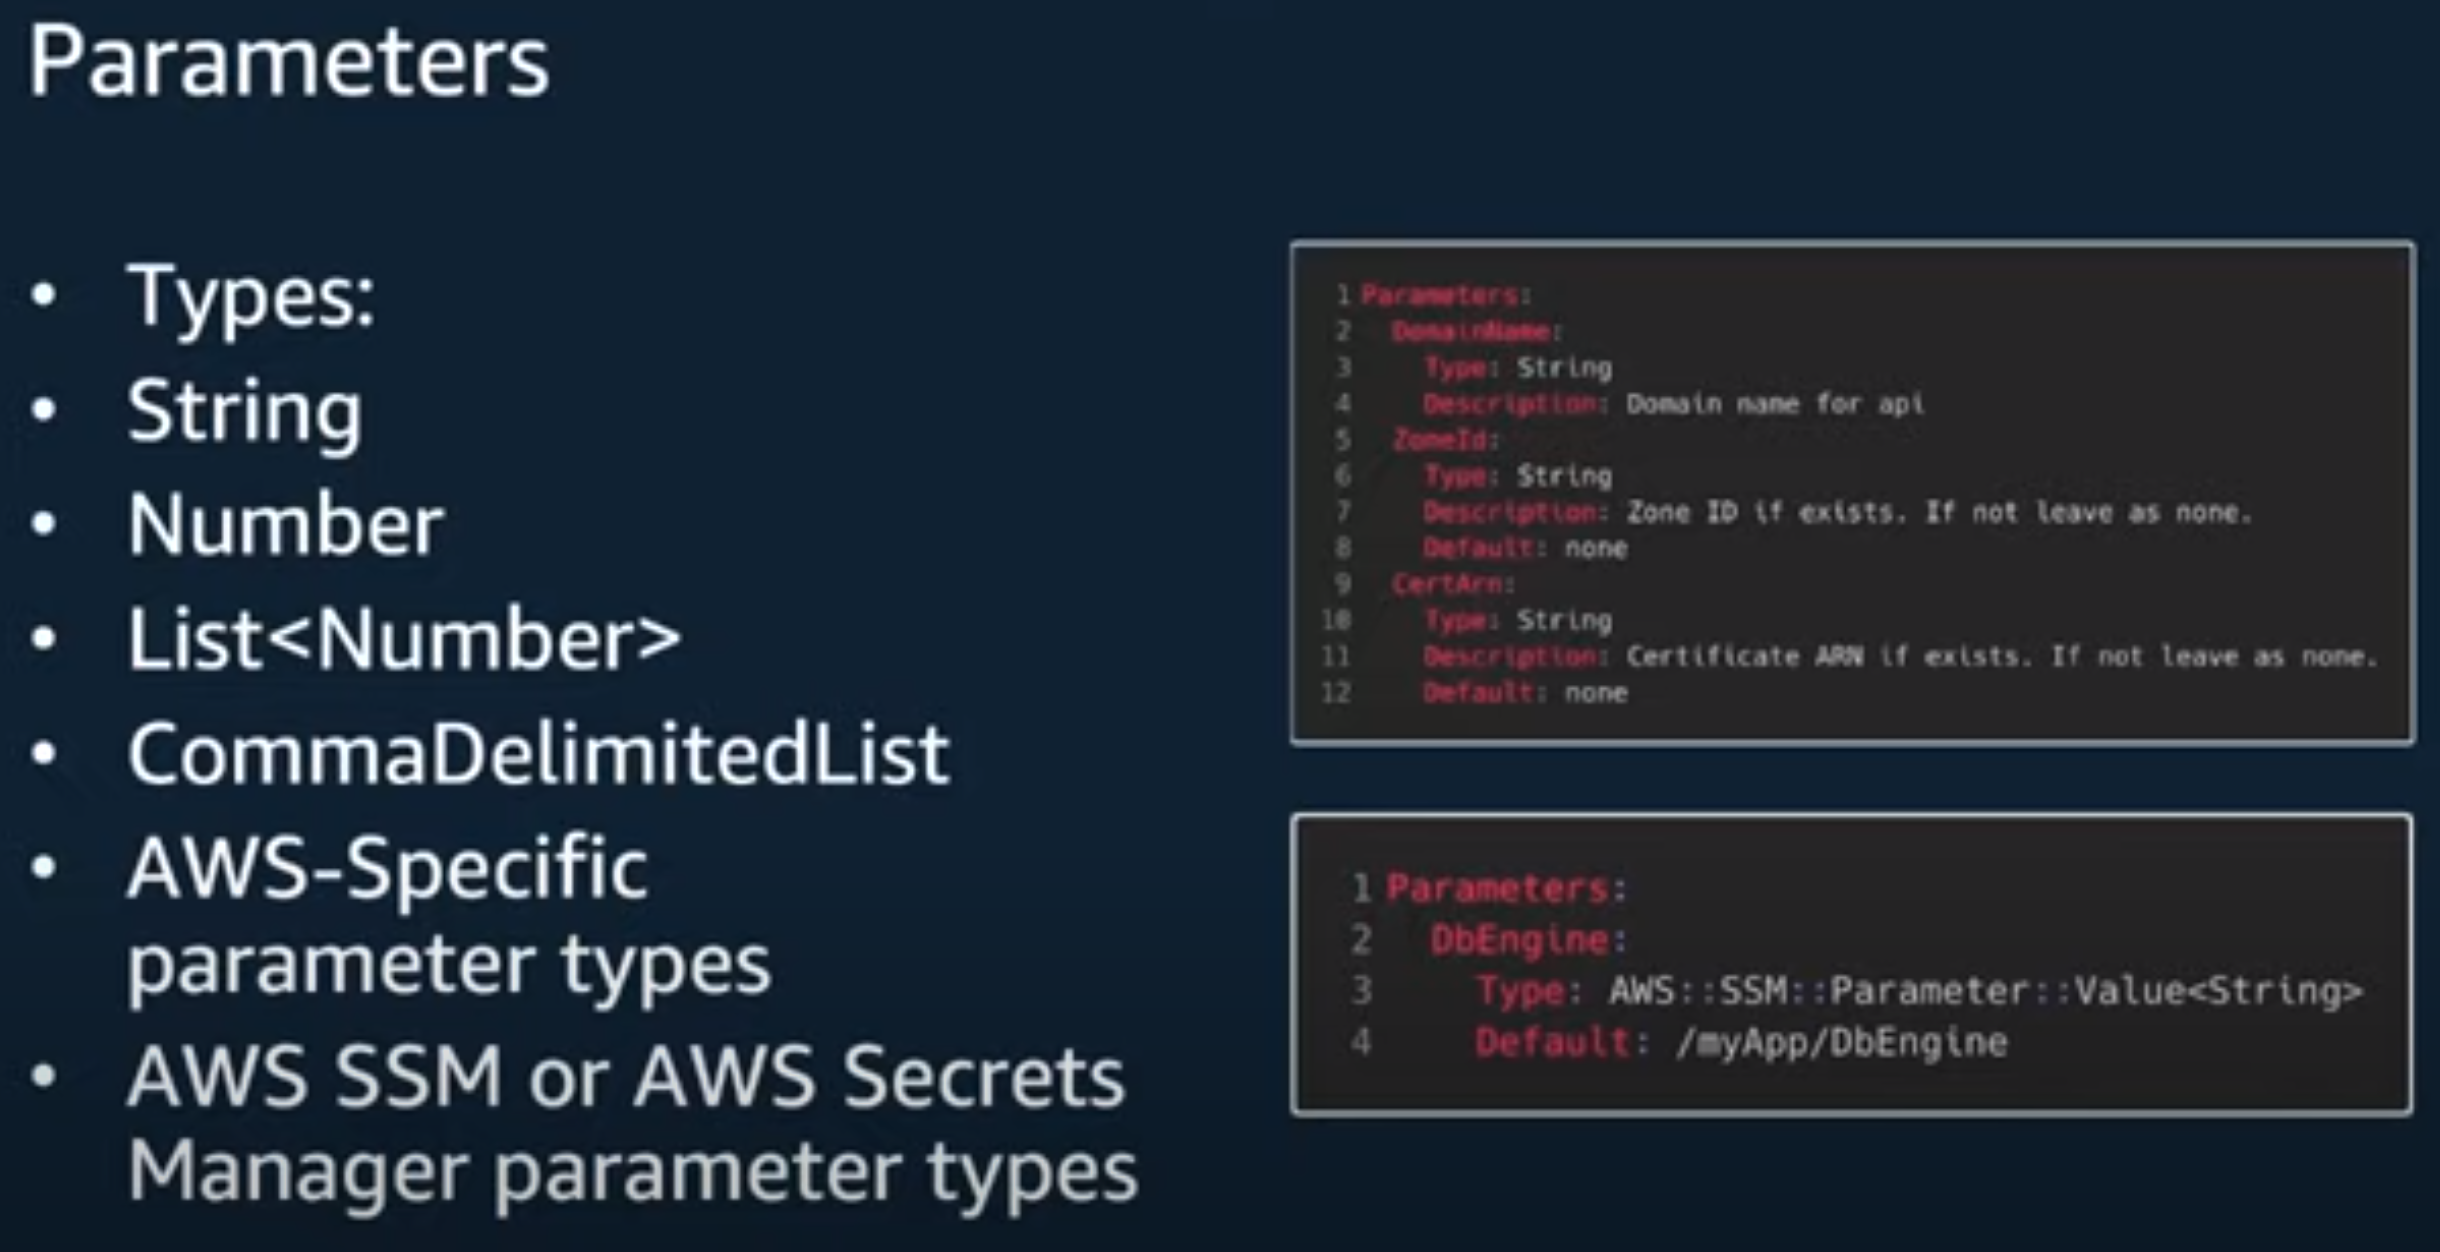 Parameters
• Types:
• String
• Number
• List<Number>
• CommaDelimitedList
• AWS-Specific
parameter types
• AWS SSM or AWS Secrets
Manager parameter types
1 Parameters:
2   DomainName:
3     Type: String
4     Description: Domain name for api
5   ZoneId:
6     Type: String
7     Description: Zone ID if exists. If not leave as none.
8     Default: none
9   CertArn:
10     Type: String
11     Description: Certificate ARN if exists. If not leave as none.
12     Default: none
1 Parameters:
2   DbEngine:
3     Type: AWS::SSM::Parameter::Value<String>
4     Default: /myApp/DbEngine